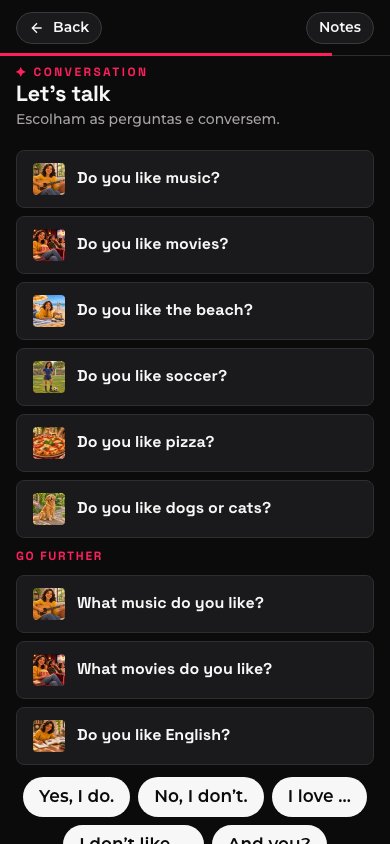 ← Back
Notes
✦ CONVERSATION
Let's talk
Escolham as perguntas e conversem.
Do you like music?
Do you like movies?
Do you like the beach?
Do you like soccer?
Do you like pizza?
Do you like dogs or cats?
GO FURTHER
What music do you like?
What movies do you like?
Do you like English?
Yes, I do.
No, I don't.
I love ...
I don't like ...
And you?